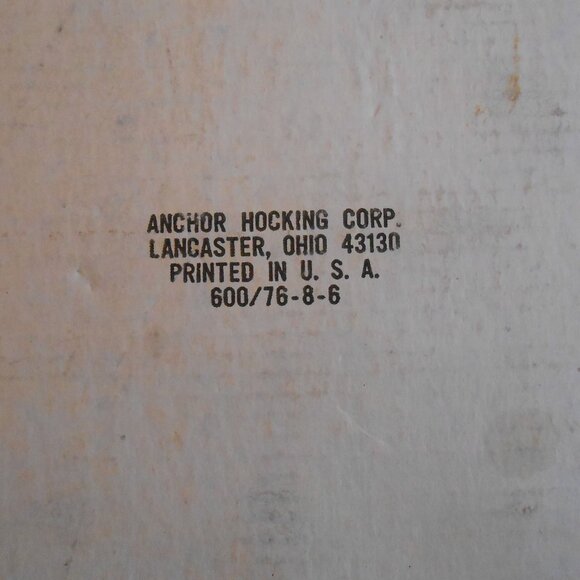 ANCHOR HOCKING CORP.
LANCASTER, OHIO 43130
PRINTED IN U. S. A.
600/76-8-6